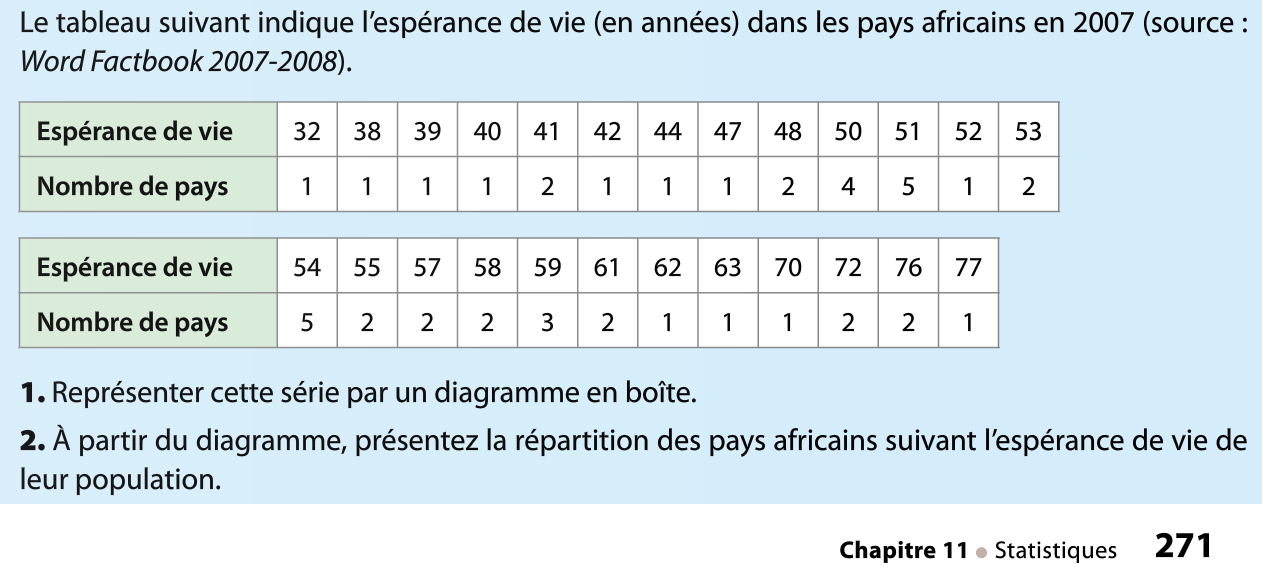 Le tableau suivant indique l’espérance de vie (en années) dans les pays africains en 2007 (source :
Word Factbook 2007-2008).
Espérance de vie 32 38 39 40 41 42 44 47 48 50 51 52 53
Nombre de pays 1 1 1 1 2 1 1 1 2 4 5 1 2
Espérance de vie 54 55 57 58 59 61 62 63 70 72 76 77
Nombre de pays 5 2 2 2 3 2 1 1 1 2 2 1
1. Représenter cette série par un diagramme en boîte.
2. À partir du diagramme, présentez la répartition des pays africains suivant l’espérance de vie de
leur population.
Chapitre 11 • Statistiques 271